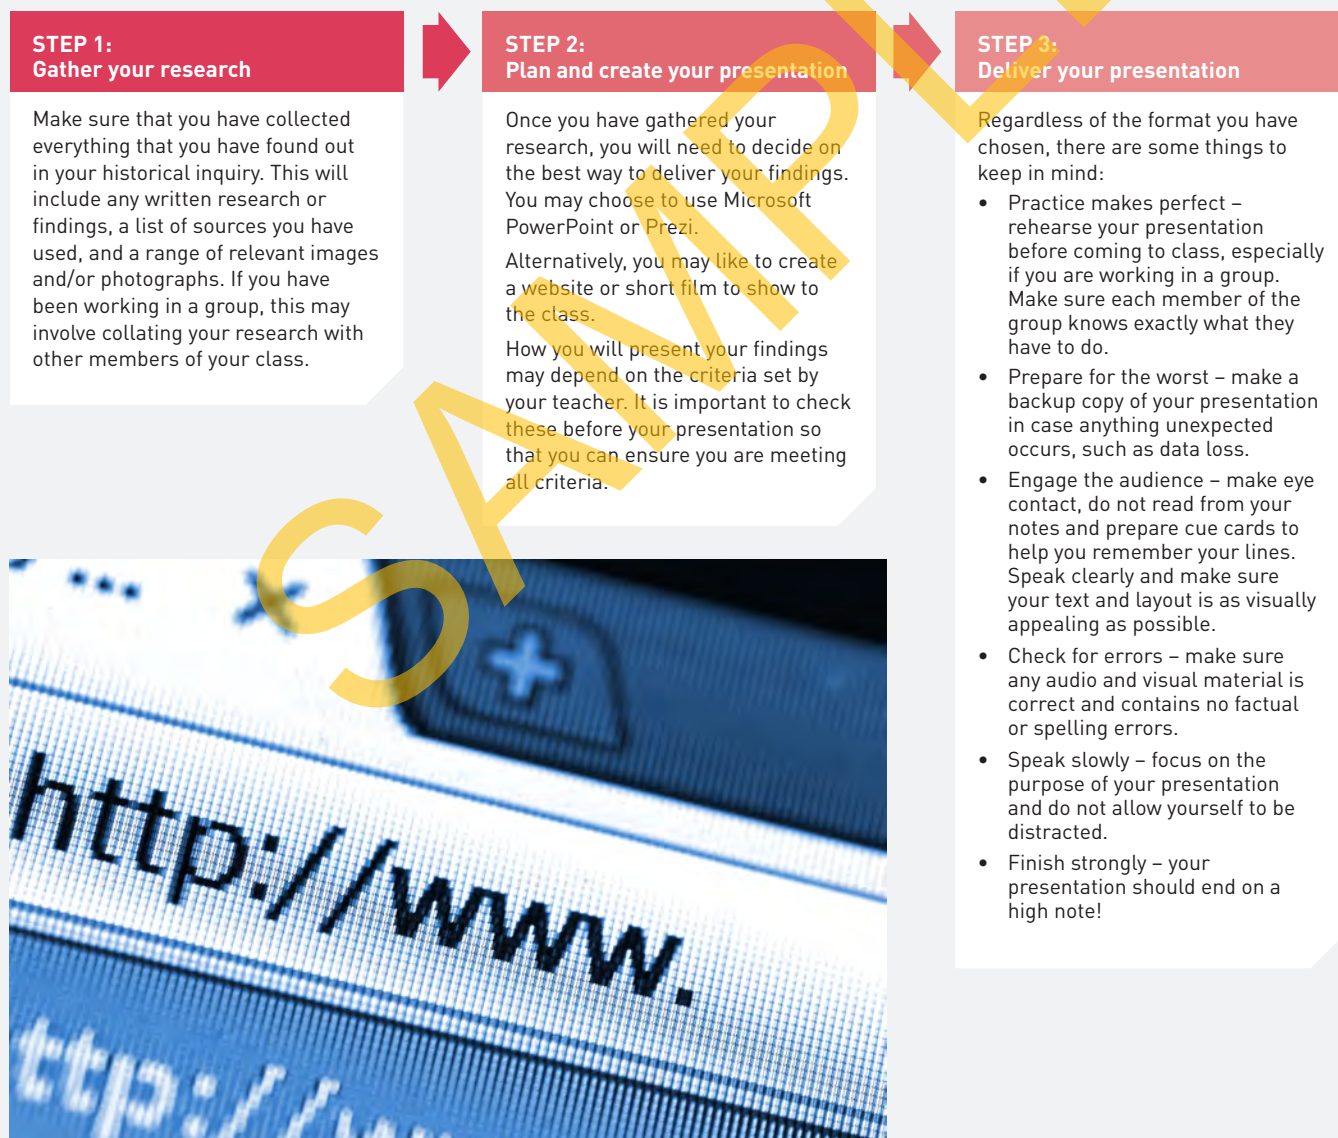 STEP 1:
Gather your research
Make sure that you have collected
everything that you have found out
in your historical inquiry. This will
include any written research or
findings, a list of sources you have
used, and a range of relevant images
and/or photographs. If you have
been working in a group, this may
involve collating your research with
other members of your class.
STEP 2:
Plan and create your presentation
Once you have gathered your
research, you will need to decide on
the best way to deliver your findings.
You may choose to use Microsoft
PowerPoint or Prezi.
Alternatively, you may like to create
a website or short film to show to
the class.
How you will present your findings
may depend on the criteria set by
your teacher. It is important to check
these before your presentation so
that you can ensure you are meeting
all criteria.
STEP 3:
Deliver your presentation
Regardless of the format you have
chosen, there are some things to
keep in mind:
• Practice makes perfect –
rehearse your presentation
before coming to class, especially
if you are working in a group.
Make sure each member of the
group knows exactly what they
have to do.
• Prepare for the worst – make a
backup copy of your presentation
in case anything unexpected
occurs, such as data loss.
• Engage the audience – make eye
contact, do not read from your
notes and prepare cue cards to
help you remember your lines.
Speak clearly and make sure
your text and layout is as visually
appealing as possible.
• Check for errors – make sure
any audio and visual material is
correct and contains no factual
or spelling errors.
• Speak slowly – focus on the
purpose of your presentation
and do not allow yourself to be
distracted.
• Finish strongly – your
presentation should end on a
high note!
SAMPL
...
http://www.
ttp://w